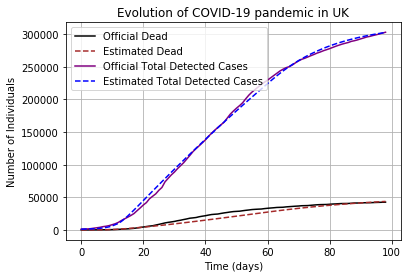 Evolution of COVID-19 pandemic in UK
Official Dead
Estimated Dead
Official Total Detected Cases
Estimated Total Detected Cases
Number of Individuals
300000
250000
200000
150000
100000
50000
0
0 20 40 60 80 100
Time (days)